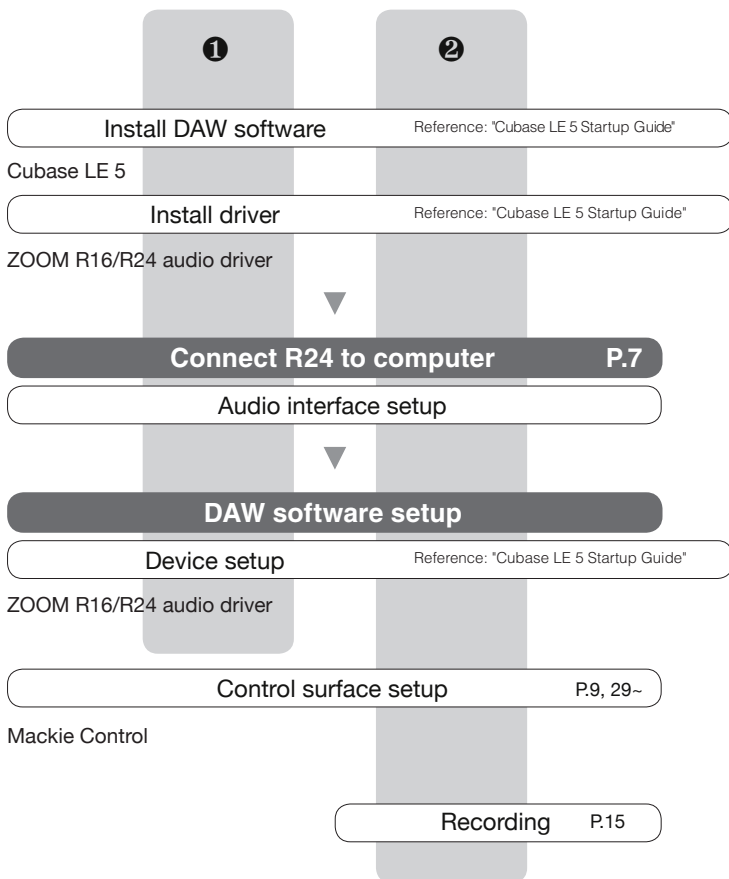 ❶ ❷
Install DAW software Reference: "Cubase LE 5 Startup Guide"
Cubase LE 5
Install driver Reference: "Cubase LE 5 Startup Guide"
ZOOM R16/R24 audio driver
Connect R24 to computer P.7
Audio interface setup
DAW software setup
Device setup Reference: "Cubase LE 5 Startup Guide"
ZOOM R16/R24 audio driver
Control surface setup P.9, 29~
Mackie Control
Recording P.15